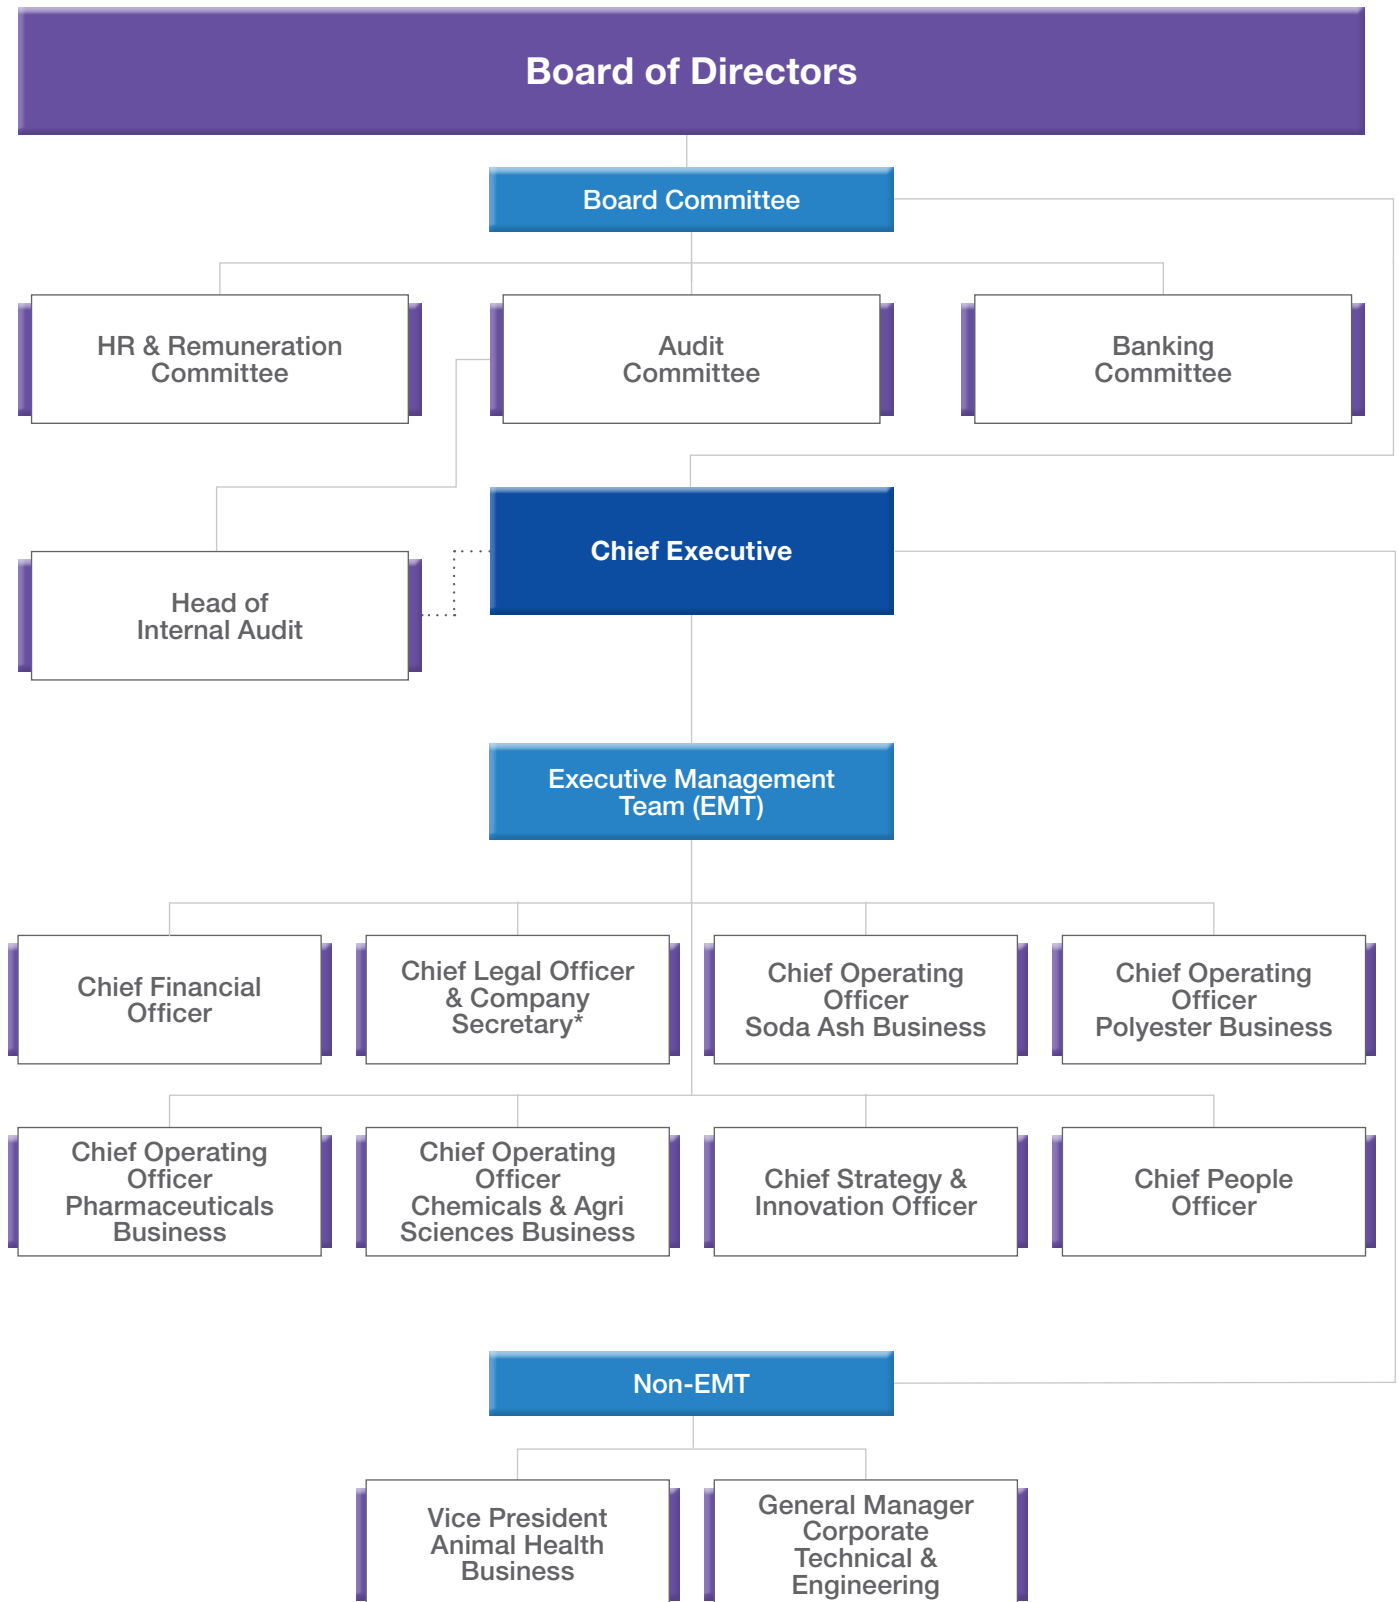 Board of Directors
Board Committee
HR & Remuneration
Committee
Audit
Committee
Banking
Committee
Chief Executive
Head of
Internal Audit
Executive Management
Team (EMT)
Chief Financial
Officer
Chief Legal Officer
& Company
Secretary*
Chief Operating
Officer
Soda Ash Business
Chief Operating
Officer
Polyester Business
Chief Operating
Officer
Pharmaceuticals
Business
Chief Operating
Officer
Chemicals & Agri
Sciences Business
Chief Strategy &
Innovation Officer
Chief People
Officer
Non-EMT
Vice President
Animal Health
Business
General Manager
Corporate
Technical &
Engineering